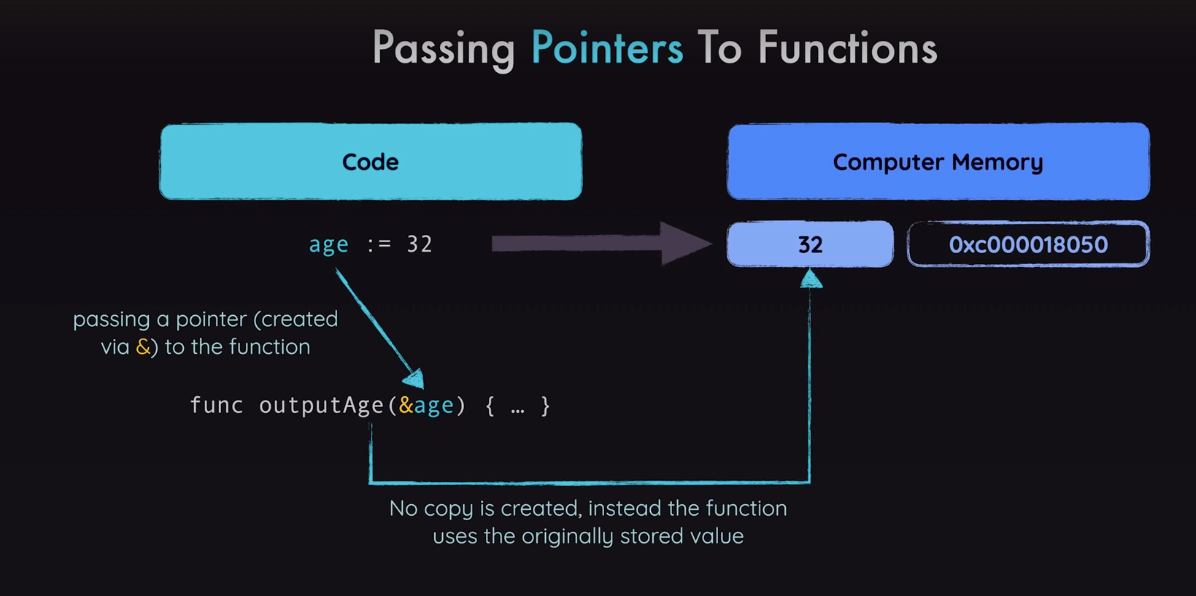 Passing Pointers To Functions
Code
Computer Memory
age := 32
32
0xc000018050
passing a pointer (created
via &) to the function
func outputAge(&age) { … }
No copy is created, instead the function
uses the originally stored value